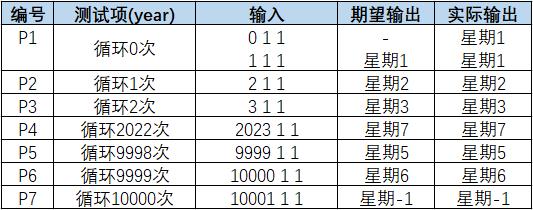 编号 测试项(year) 输入 期望输出 实际输出
P1 循环0次 0 1 1 - 星期1
1 1 1 星期1 星期1
P2 循环1次 2 1 1 星期2 星期2
P3 循环2次 3 1 1 星期3 星期3
P4 循环2022次 2023 1 1 星期7 星期7
P5 循环9998次 9999 1 1 星期5 星期5
P6 循环9999次 10000 1 1 星期6 星期6
P7 循环10000次 10001 1 1 星期-1 星期-1